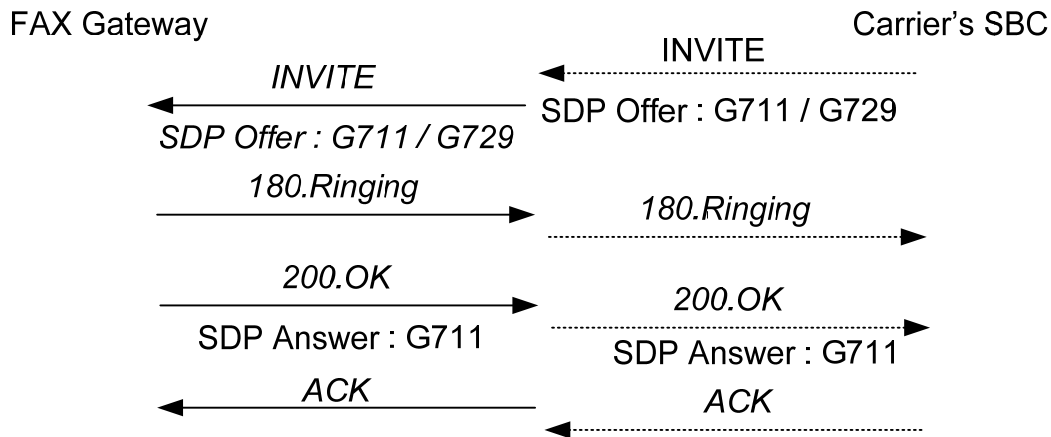 FAX Gateway
Carrier's SBC
INVITE
INVITE
SDP Offer : G711 / G729
SDP Offer : G711 / G729
180.Ringing
180.Ringing
200.OK
200.OK
SDP Answer : G711
SDP Answer : G711
ACK
ACK